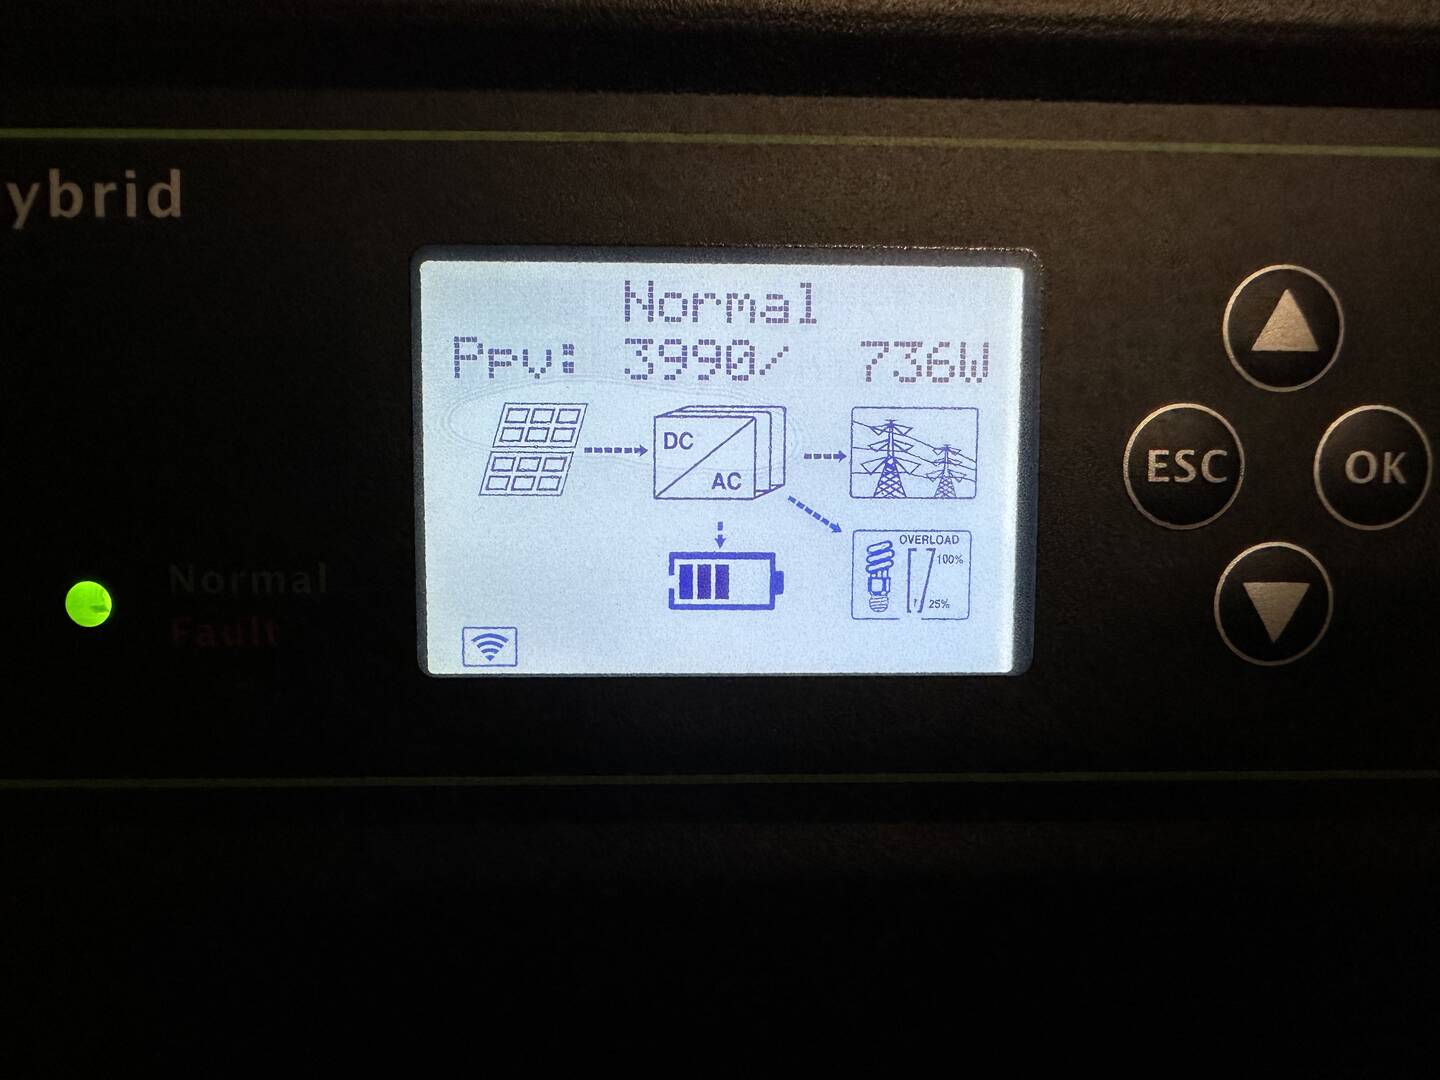 ybrid
Normal
Ppv: 3990/ 736W
DC
AC
OVERLOAD
100%
25%
Normal
Fault
ESC
OK